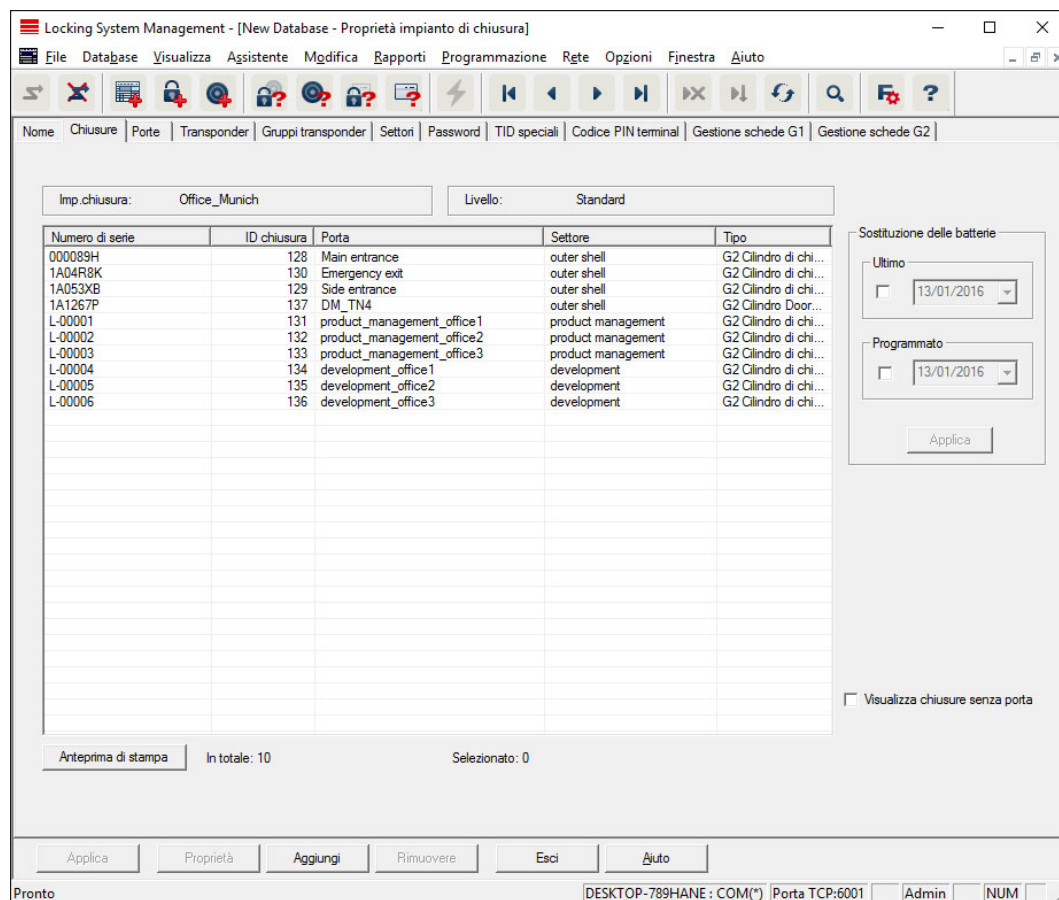 Locking System Management - [New Database - Proprietà impianto di chiusura]
File Database Visualizza Assistente Modifica Rapporti Programmazione Rete Opzioni Finestra Aiuto
Nome Chiusure Porte Transponder Gruppi transponder Settori Password TID speciali Codice PIN terminal Gestione schede G1 Gestione schede G2
Imp.chiusura: Office_Munich Livello: Standard
Numero di serie ID chiusura Porta Settore Tipo
000089H 128 Main entrance outer shell G2 Cilindro di chi...
1A04R8K 130 Emergency exit outer shell G2 Cilindro di chi...
1A053XB 129 Side entrance outer shell G2 Cilindro di chi...
1A1267P 137 DM_TN4 outer shell G2 Cilindro Door...
L-00001 131 product_management_office1 product management G2 Cilindro di chi...
L-00002 132 product_management_office2 product management G2 Cilindro di chi...
L-00003 133 product_management_office3 product management G2 Cilindro di chi...
L-00004 134 development_office1 development G2 Cilindro di chi...
L-00005 135 development_office2 development G2 Cilindro di chi...
L-00006 136 development_office3 development G2 Cilindro di chi...
Sostituzione delle batterie
Ultimo
13/01/2016
Programmato
13/01/2016
Applica
Visualizza chiusure senza porta
Anteprima di stampa In totale: 10 Selezionato: 0
Applica Proprietà Aggiungi Rimuovere Esci Aiuto
Pronto DESKTOP-789HANE : COM(*) Porta TCP:6001 Admin NUM